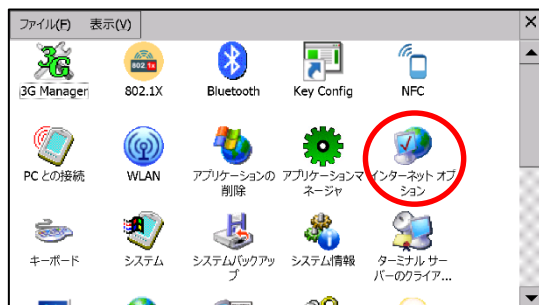 ファイル(F) 表示(V)
3G Manager 802.1X Bluetooth Key Config NFC
PC との接続 WLAN アプリケーションの アプリケーションマ インターネット オプ
削除 ネージャ ション
キーボード システム システムバックアッ システム情報 ターミナル サー
プ バーのクライア...